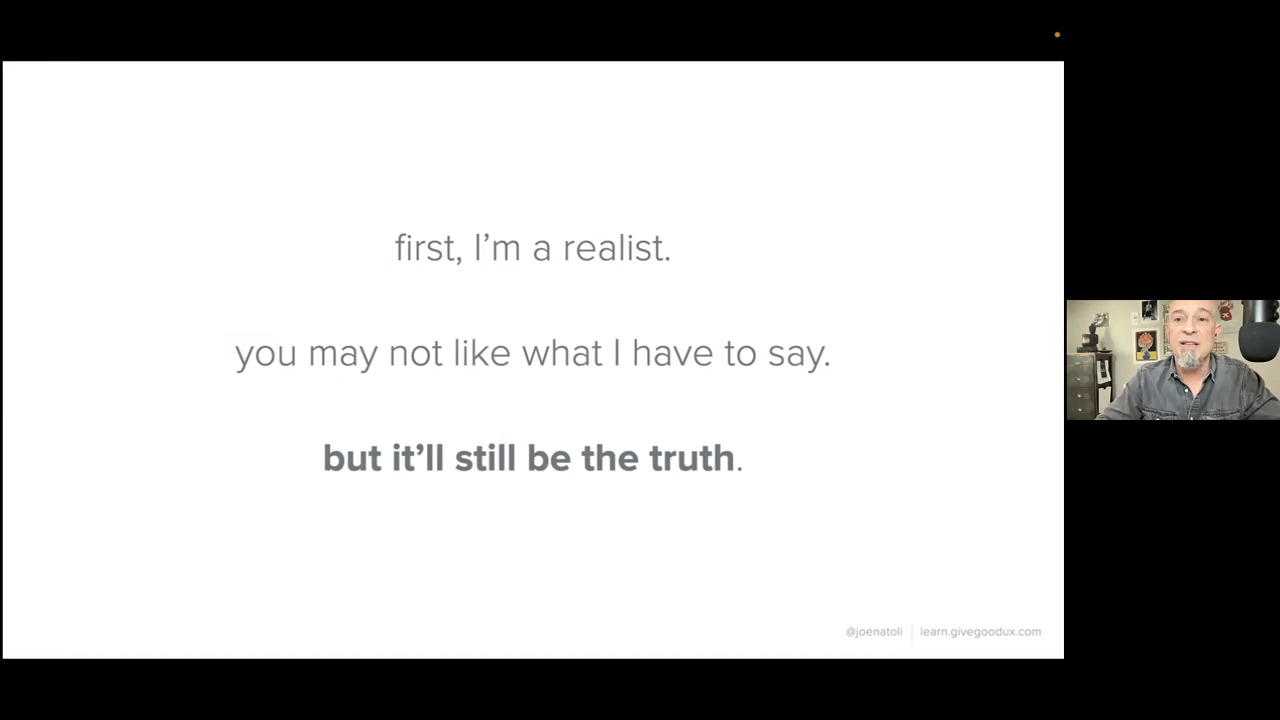 first, I’m a realist.
you may not like what I have to say.
but it’ll still be the truth.
@joenatoli | learn.givegoodux.com